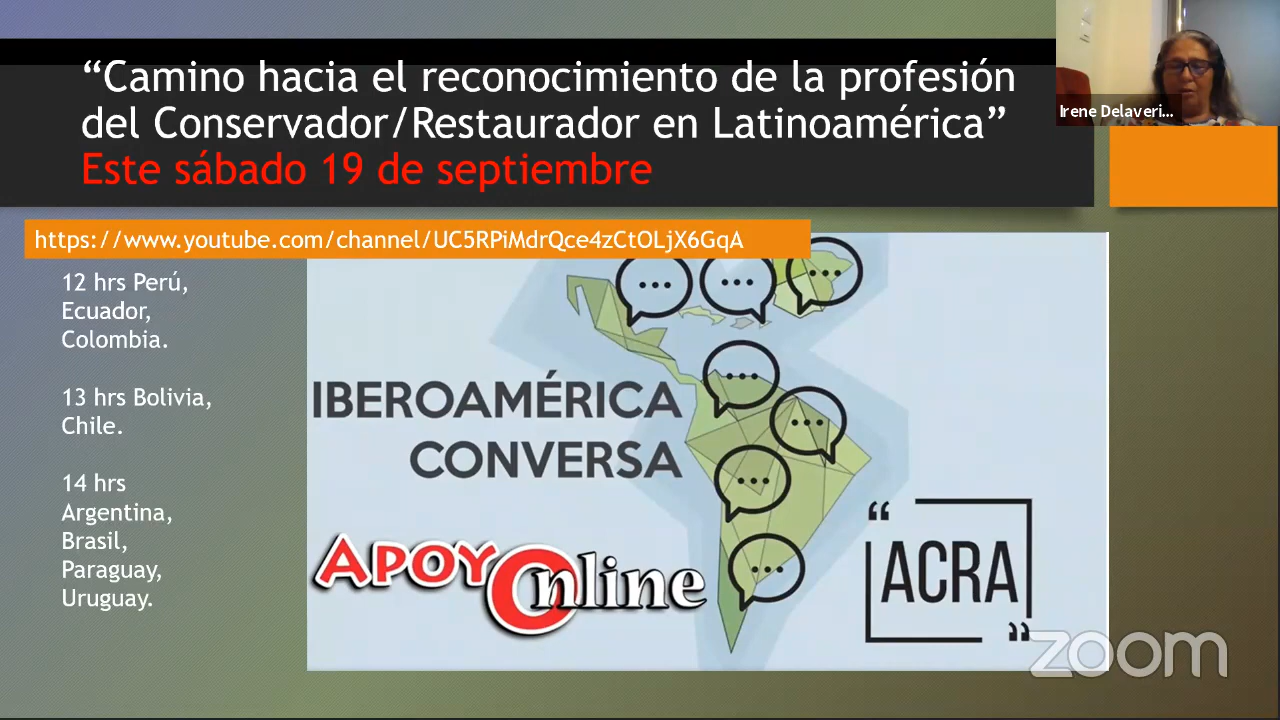 “Camino hacia el reconocimiento de la profesión
del Conservador/Restaurador en Latinoamérica”
Este sábado 19 de septiembre
Irene Delaveri...
https://www.youtube.com/channel/UC5RPiMdrQce4zCtOLjX6GqA
12 hrs Perú,
Ecuador,
Colombia.
13 hrs Bolivia,
Chile.
14 hrs
Argentina,
Brasil,
Paraguay,
Uruguay.
IBEROAMÉRICA
CONVERSA
APOYOnline
“ACRA”
zoom